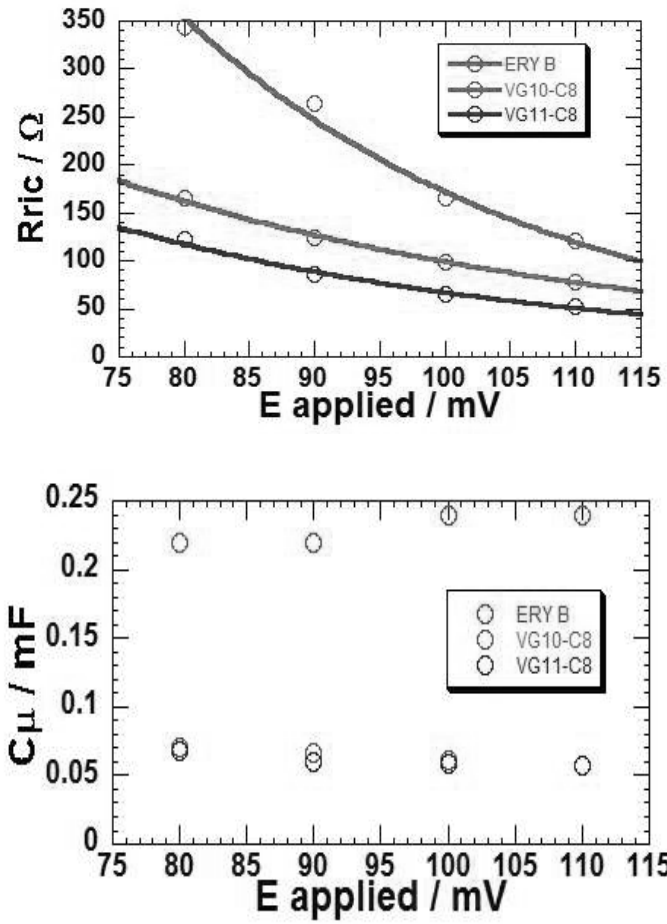 350
300
250
200
150
100
50
0
Rric / Ω
ERY B
VG10-C8
VG11-C8
75 80 85 90 95 100 105 110 115
E applied / mV
0.25
0.2
0.15
0.1
0.05
0
Cμ / mF
ERY B
VG10-C8
VG11-C8
75 80 85 90 95 100 105 110 115
E applied / mV